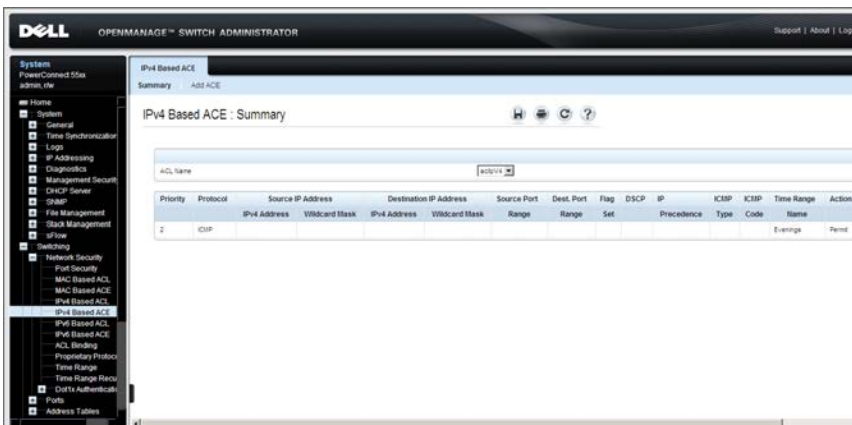 DELL OPENMANAGE™ SWITCH ADMINISTRATOR Support | About | Log
System
PowerConnect 55xx
admin, r/w
Home
System
General
Time Synchronization
Logs
IP Addressing
Diagnostics
Management Securit
DHCP Server
SNMP
File Management
Stack Management
sFlow
Switching
Network Security
Port Security
MAC Based ACL
MAC Based ACE
IPv4 Based ACL
IPv4 Based ACE
IPv6 Based ACL
IPv6 Based ACE
ACL Binding
Proprietary Protoco
Time Range
Time Range Recu
Dot1x Authenticati
Ports
Address Tables
IPv4 Based ACE
Summary Add ACE
IPv4 Based ACE : Summary
ACL Name aclipV4
Priority Protocol Source IP Address Destination IP Address Source Port Dest. Port Flag DSCP IP ICMP ICMP Time Range Action
IPv4 Address Wildcard Mask IPv4 Address Wildcard Mask Range Range Set Precedence Type Code Name
2 ICMP Evenings Permit